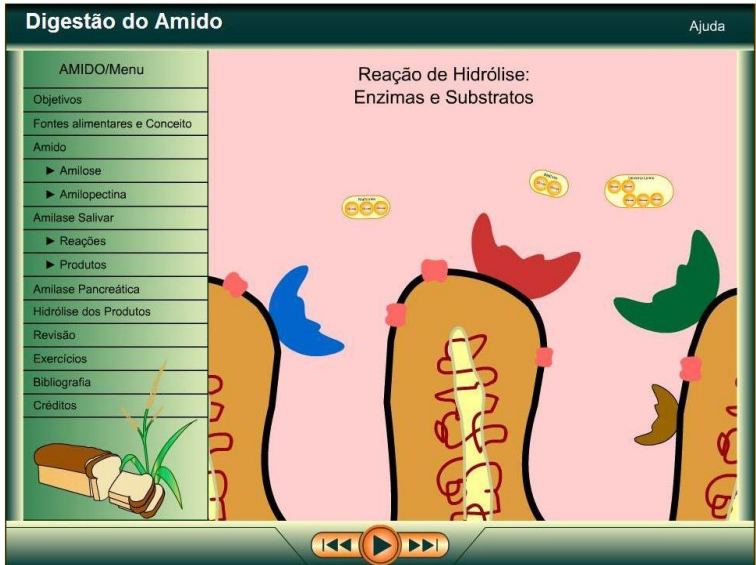 Digestão do Amido
Ajuda
AMIDO/Menu
Objetivos
Fontes alimentares e Conceito
Amido
► Amilose
► Amilopectina
Amilase Salivar
► Reações
► Produtos
Amilase Pancreática
Hidrólise dos Produtos
Revisão
Exercícios
Bibliografia
Créditos
Reação de Hidrólise:
Enzimas e Substratos